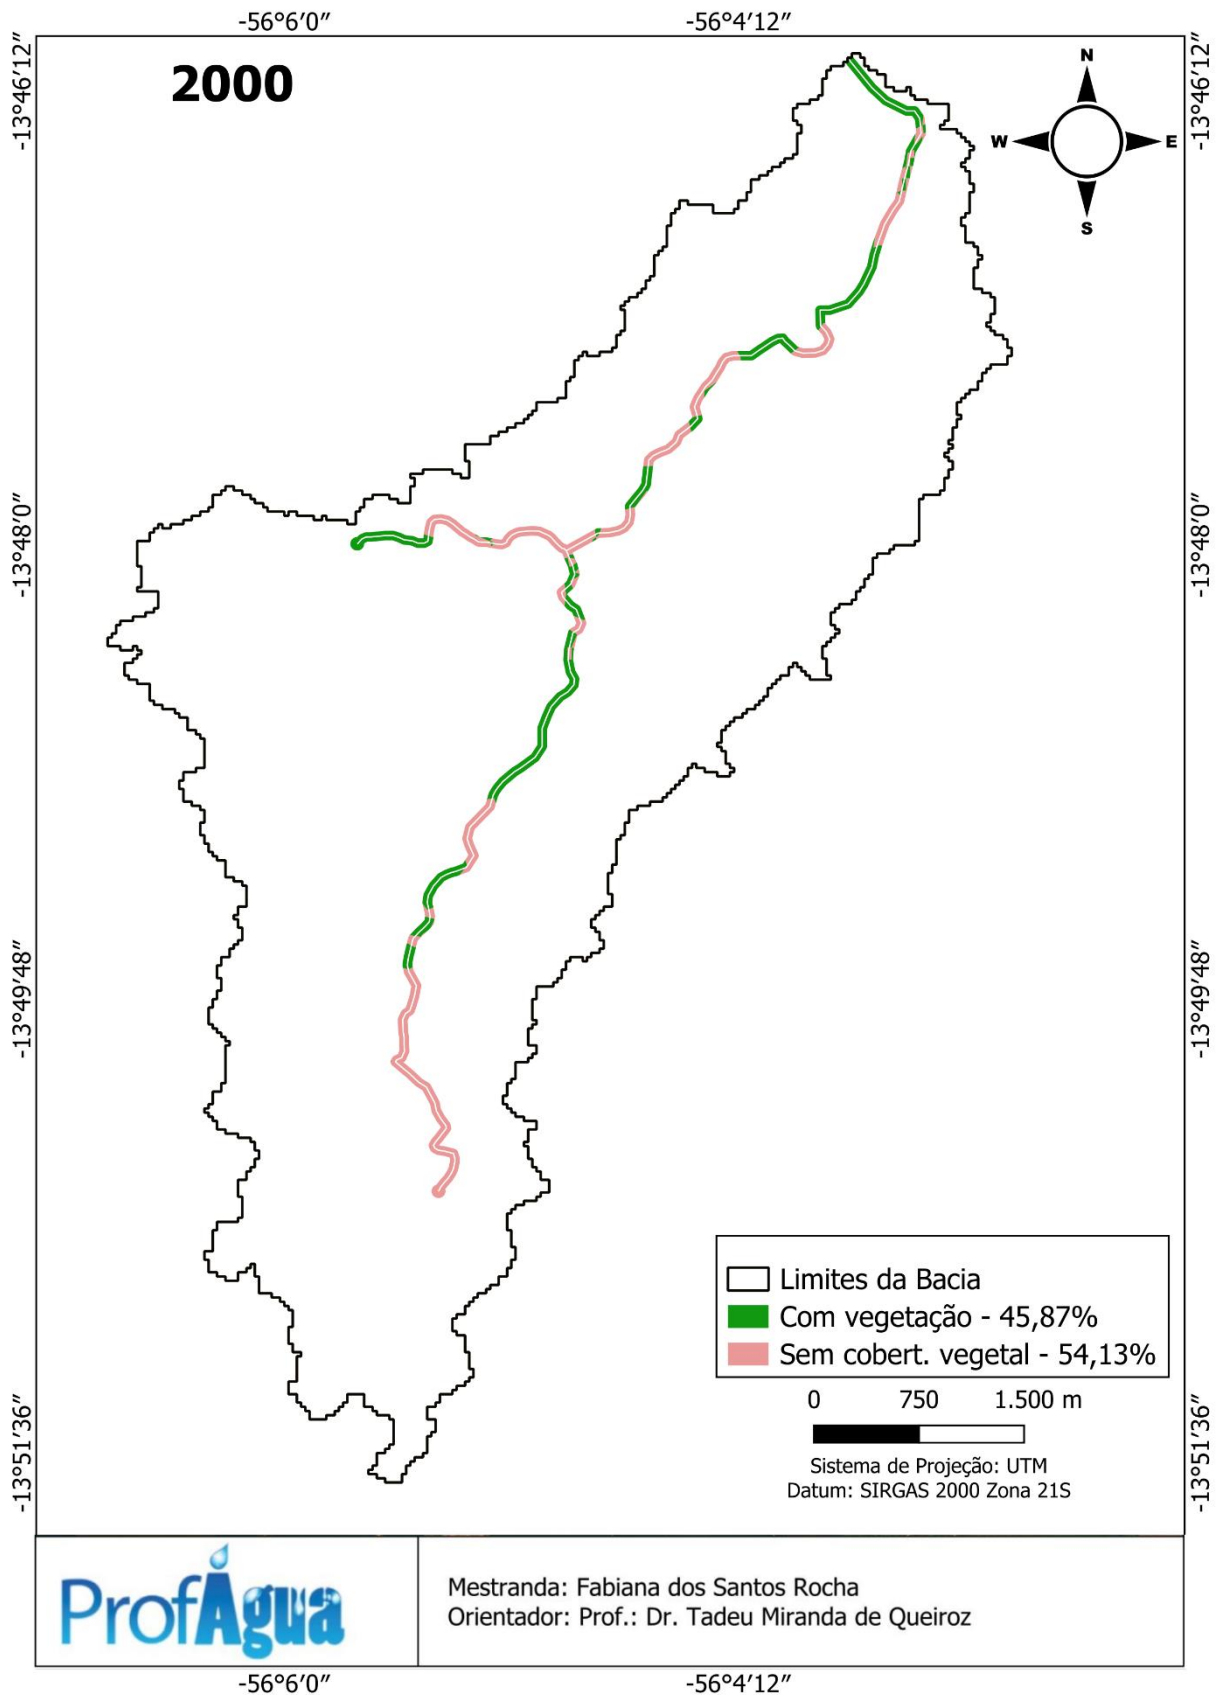 -56°6′0″ -56°4′12″
-13°46′12″
-13°46′12″
2000
N
W
E
S
-13°48′0″
-13°48′0″
-13°49′48″
-13°49′48″
Limites da Bacia
Com vegetação - 45,87%
Sem cobert. vegetal - 54,13%
0 750 1.500 m
Sistema de Projeção: UTM
Datum: SIRGAS 2000 Zona 21S
-13°51′36″
-13°51′36″
ProfÁgua
Mestranda: Fabiana dos Santos Rocha
Orientador: Prof.: Dr. Tadeu Miranda de Queiroz
-56°6′0″ -56°4′12″